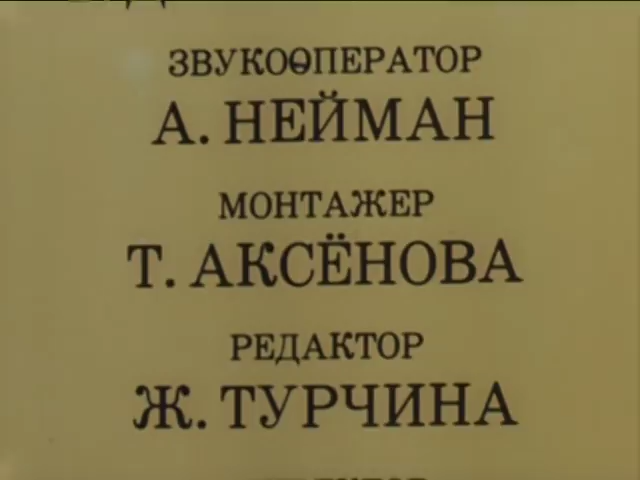 ЗВУКООПЕРАТОР
А. НЕЙМАН
МОНТАЖЕР
Т. АКСЁНОВА
РЕДАКТОР
Ж. ТУРЧИНА